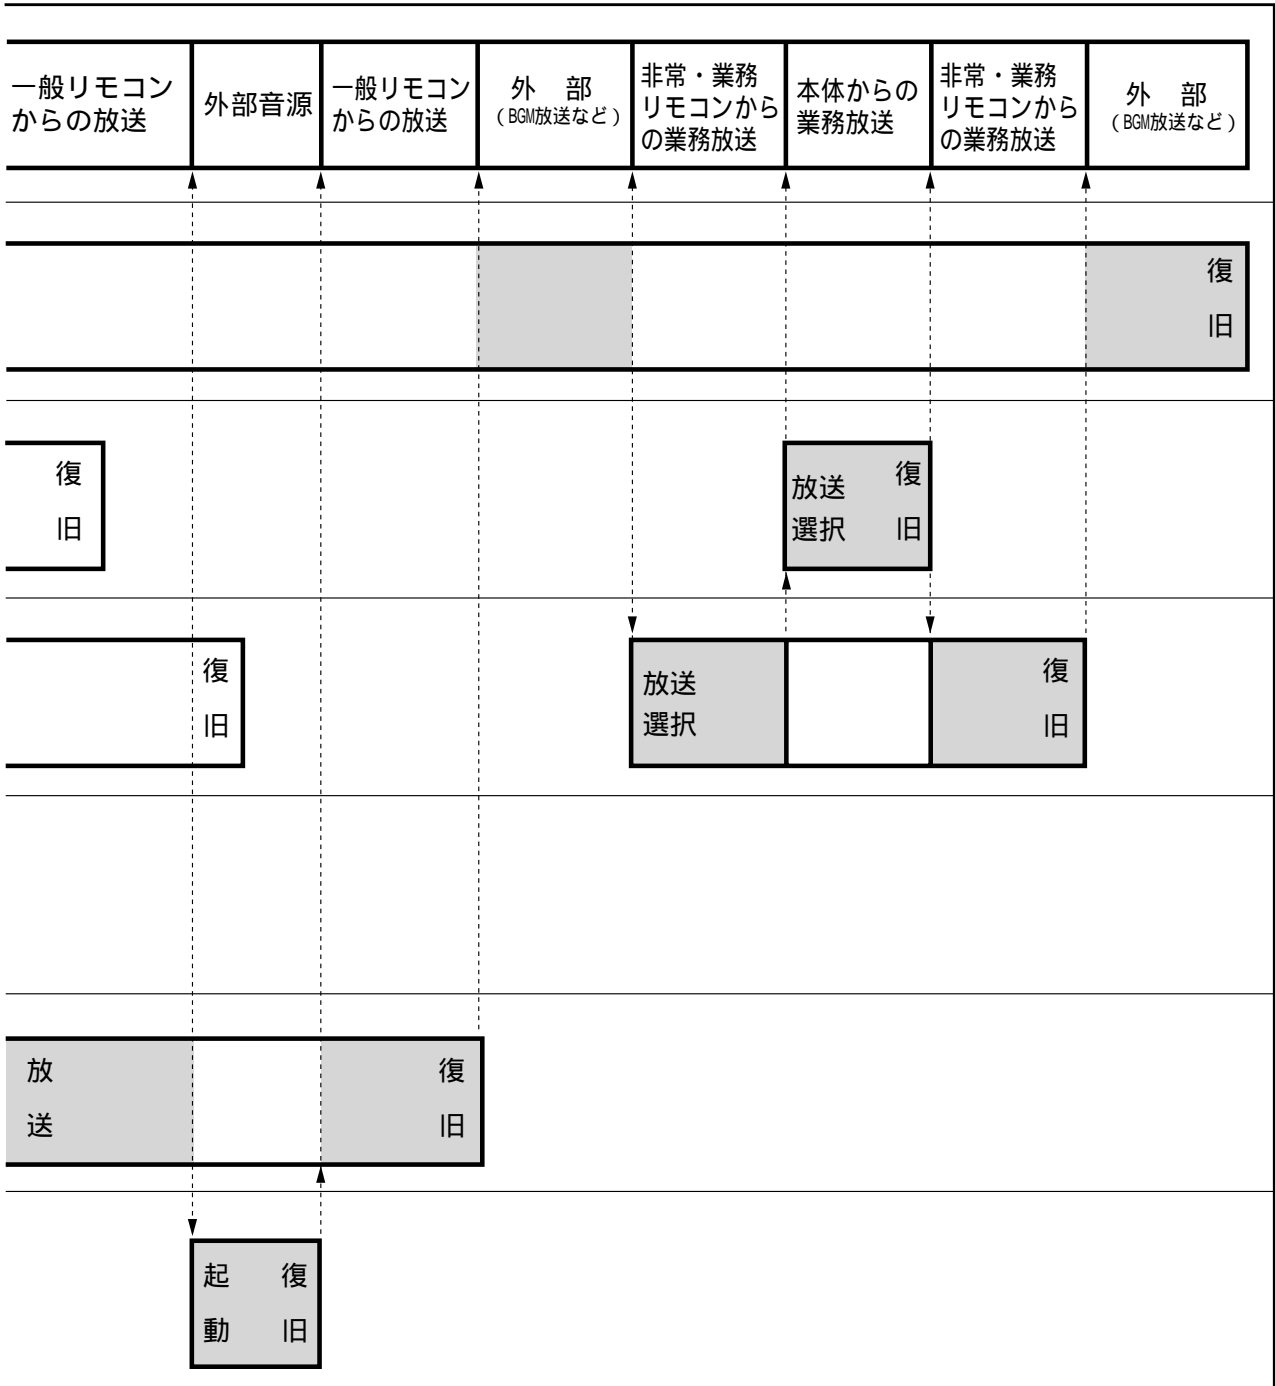 一般リモコン
からの放送
外部音源
一般リモコン
からの放送
外　部
（BGM放送など）
非常・業務
リモコンから
の業務放送
本体からの
業務放送
非常・業務
リモコンから
の業務放送
外　部
（BGM放送など）
復
旧
復
旧
放送
選択
復
旧
復
旧
放送
選択
復
旧
放
送
復
旧
起
動
復
旧